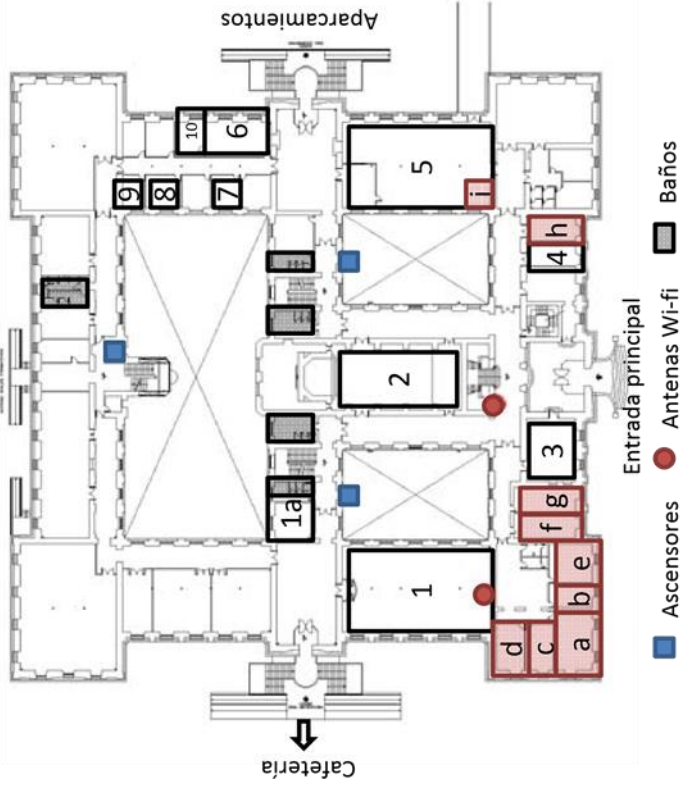 Aparcamientos
10
6
9
8
7
5
i
h
4
2
1a
3
g
f
1
e
b
d
c
a
Entrada principal
Cafetería
Ascensores
Antenas Wi-fi
Baños